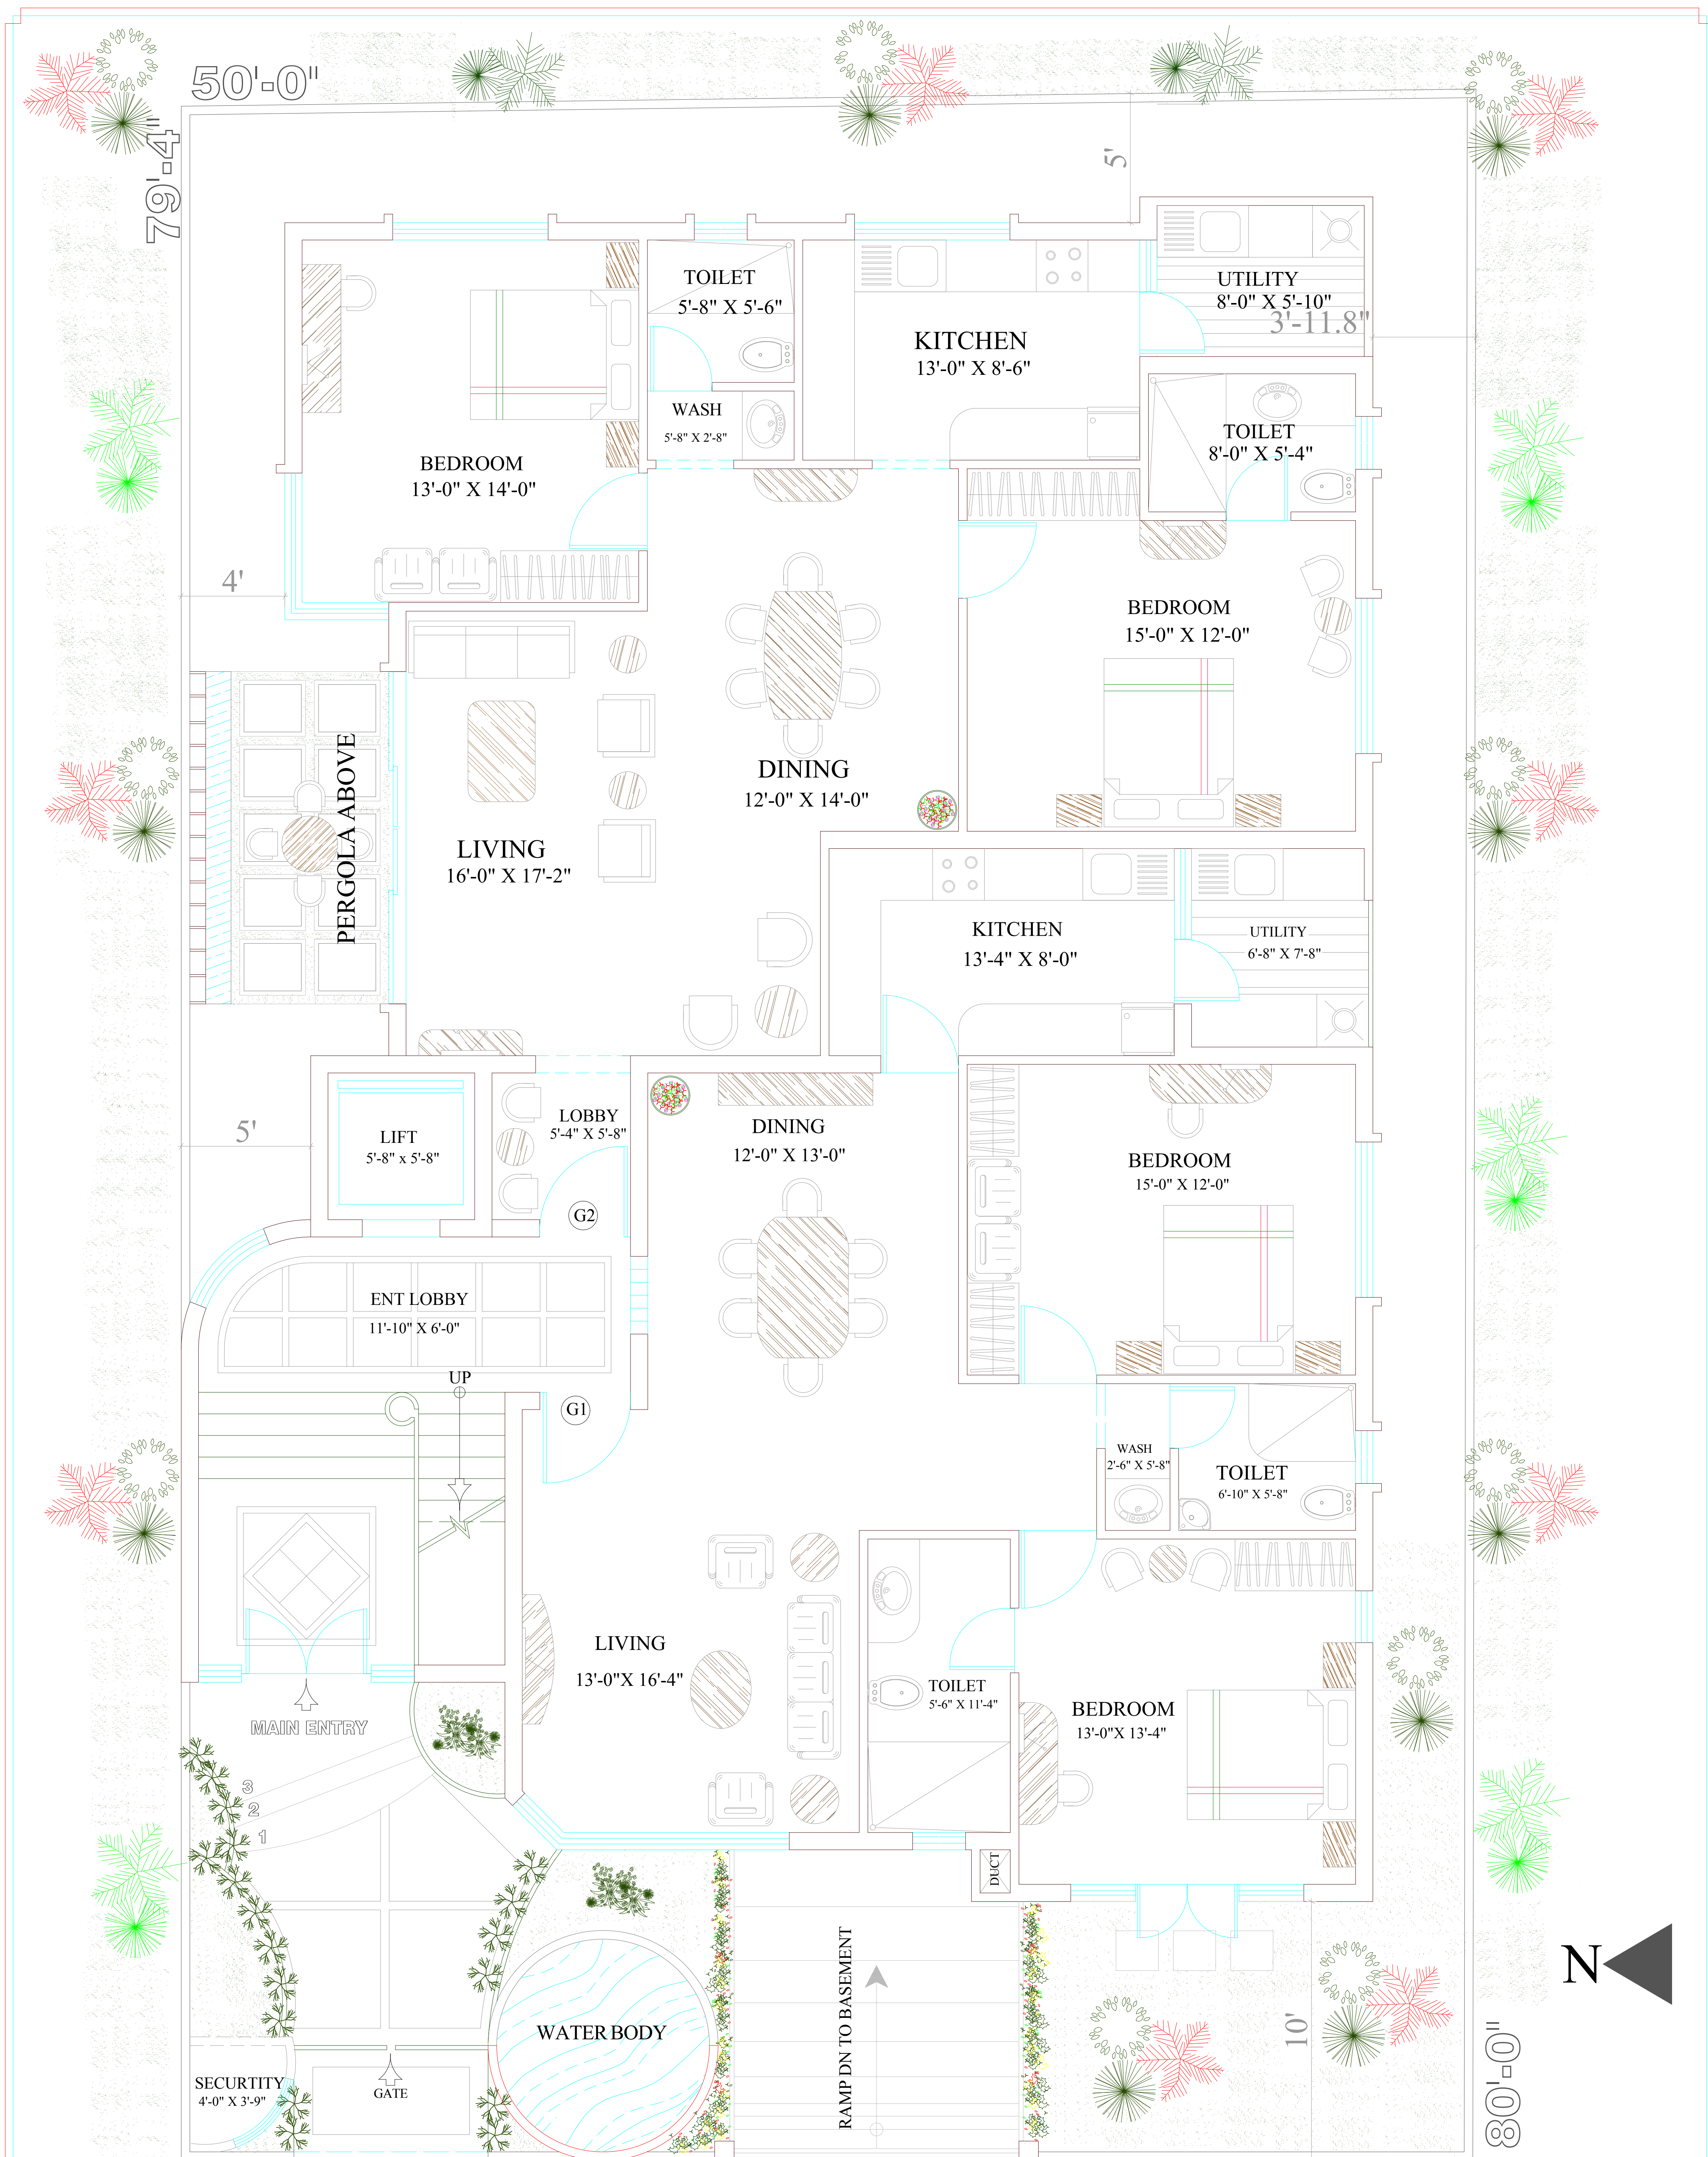 50'-0"
79'-4"
5'
TOILET
5'-8" X 5'-6"
UTILITY
8'-0" X 5'-10"
3'-11.8"
KITCHEN
13'-0" X 8'-6"
WASH
5'-8" X 2'-8"
TOILET
8'-0" X 5'-4"
BEDROOM
13'-0" X 14'-0"
4'
BEDROOM
15'-0" X 12'-0"
PERGOLA ABOVE
DINING
12'-0" X 14'-0"
LIVING
16'-0" X 17'-2"
KITCHEN
13'-4" X 8'-0"
UTILITY
6'-8" X 7'-8"
5'
LIFT
5'-8" x 5'-8"
LOBBY
5'-4" X 5'-8"
DINING
12'-0" X 13'-0"
BEDROOM
15'-0" X 12'-0"
G2
ENT LOBBY
11'-10" X 6'-0"
UP
G1
WASH
2'-6" X 5'-8"
TOILET
6'-10" X 5'-8"
LIVING
13'-0"X 16'-4"
TOILET
5'-6" X 11'-4"
BEDROOM
13'-0"X 13'-4"
MAIN ENTRY
3
2
1
DUCT
N
WATER BODY
RAMP DN TO BASEMENT
10'
80'-0"
SECURTITY
4'-0" X 3'-9"
GATE